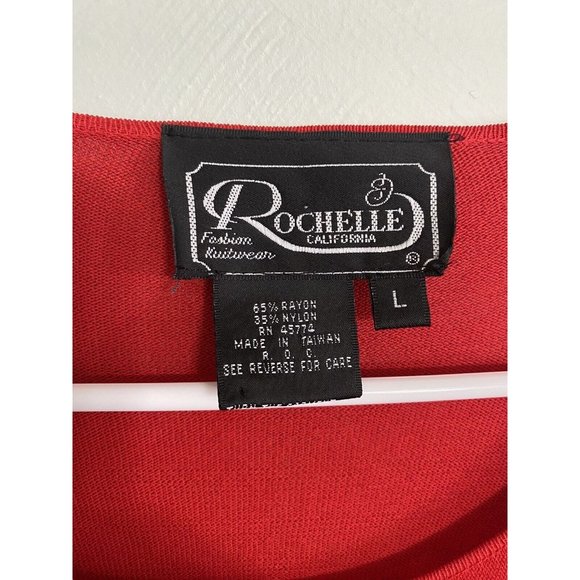 ROCHELLE
CALIFORNIA
Fashion
Knitwear
®
L
65% RAYON
35% NYLON
RN 45774
MADE IN TAIWAN
R. O. C.
SEE REVERSE FOR CARE